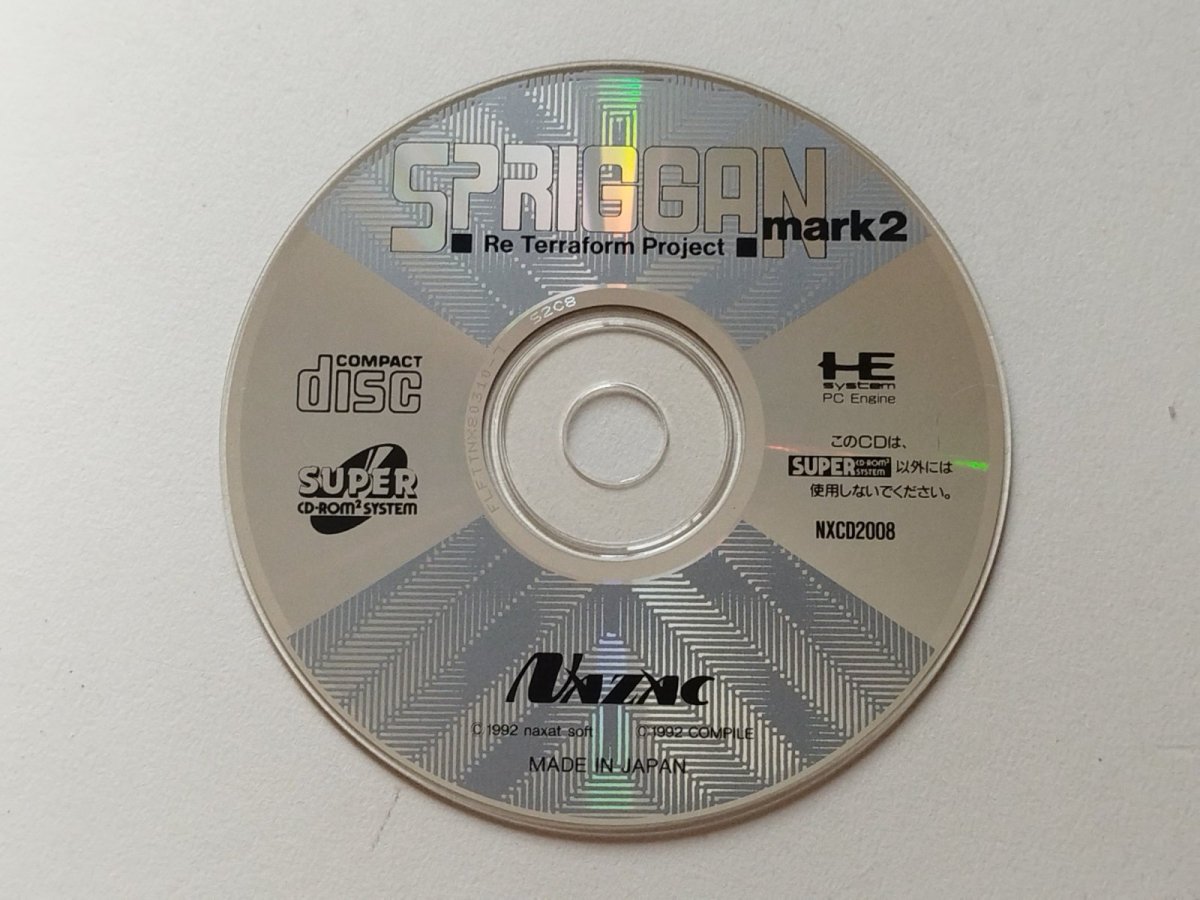 SPRIGGAN
mark2
Re Terraform Project
S2C8
COMPACT
disc
SUPER
CD-ROM² SYSTEM
HE
system
PC Engine
このCDは、
SUPER CD-ROM² SYSTEM 以外には
使用しないでください。
NXCD2008
NAZAC
© 1992 naxat soft © 1992 COMPILE
MADE IN JAPAN